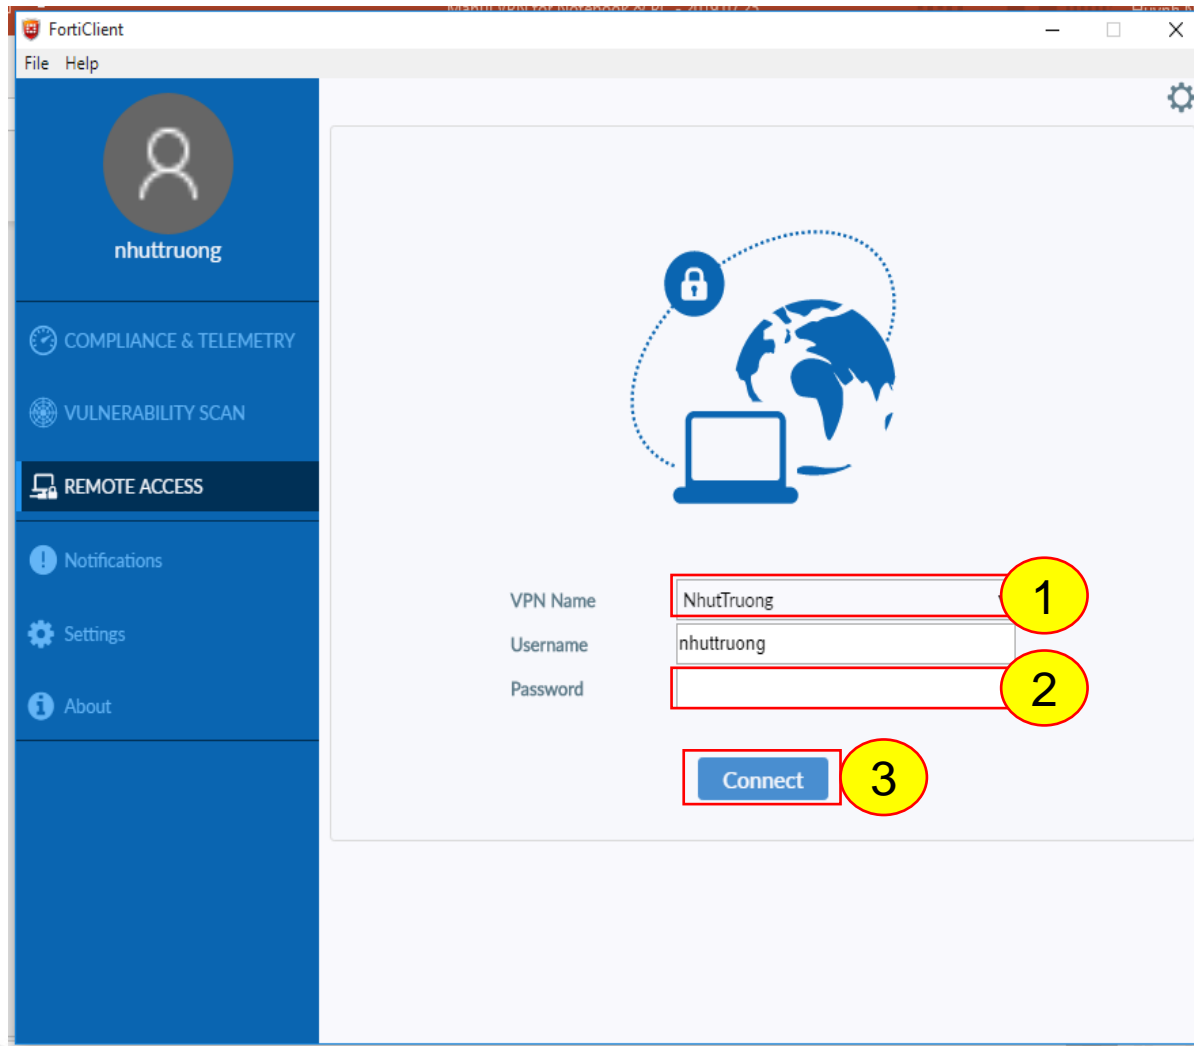 FortiClient
File Help
nhuttruong
COMPLIANCE & TELEMETRY
VULNERABILITY SCAN
REMOTE ACCESS
Notifications
Settings
About
VPN Name NhutTruong 1
Username nhuttruong
Password 2
Connect 3